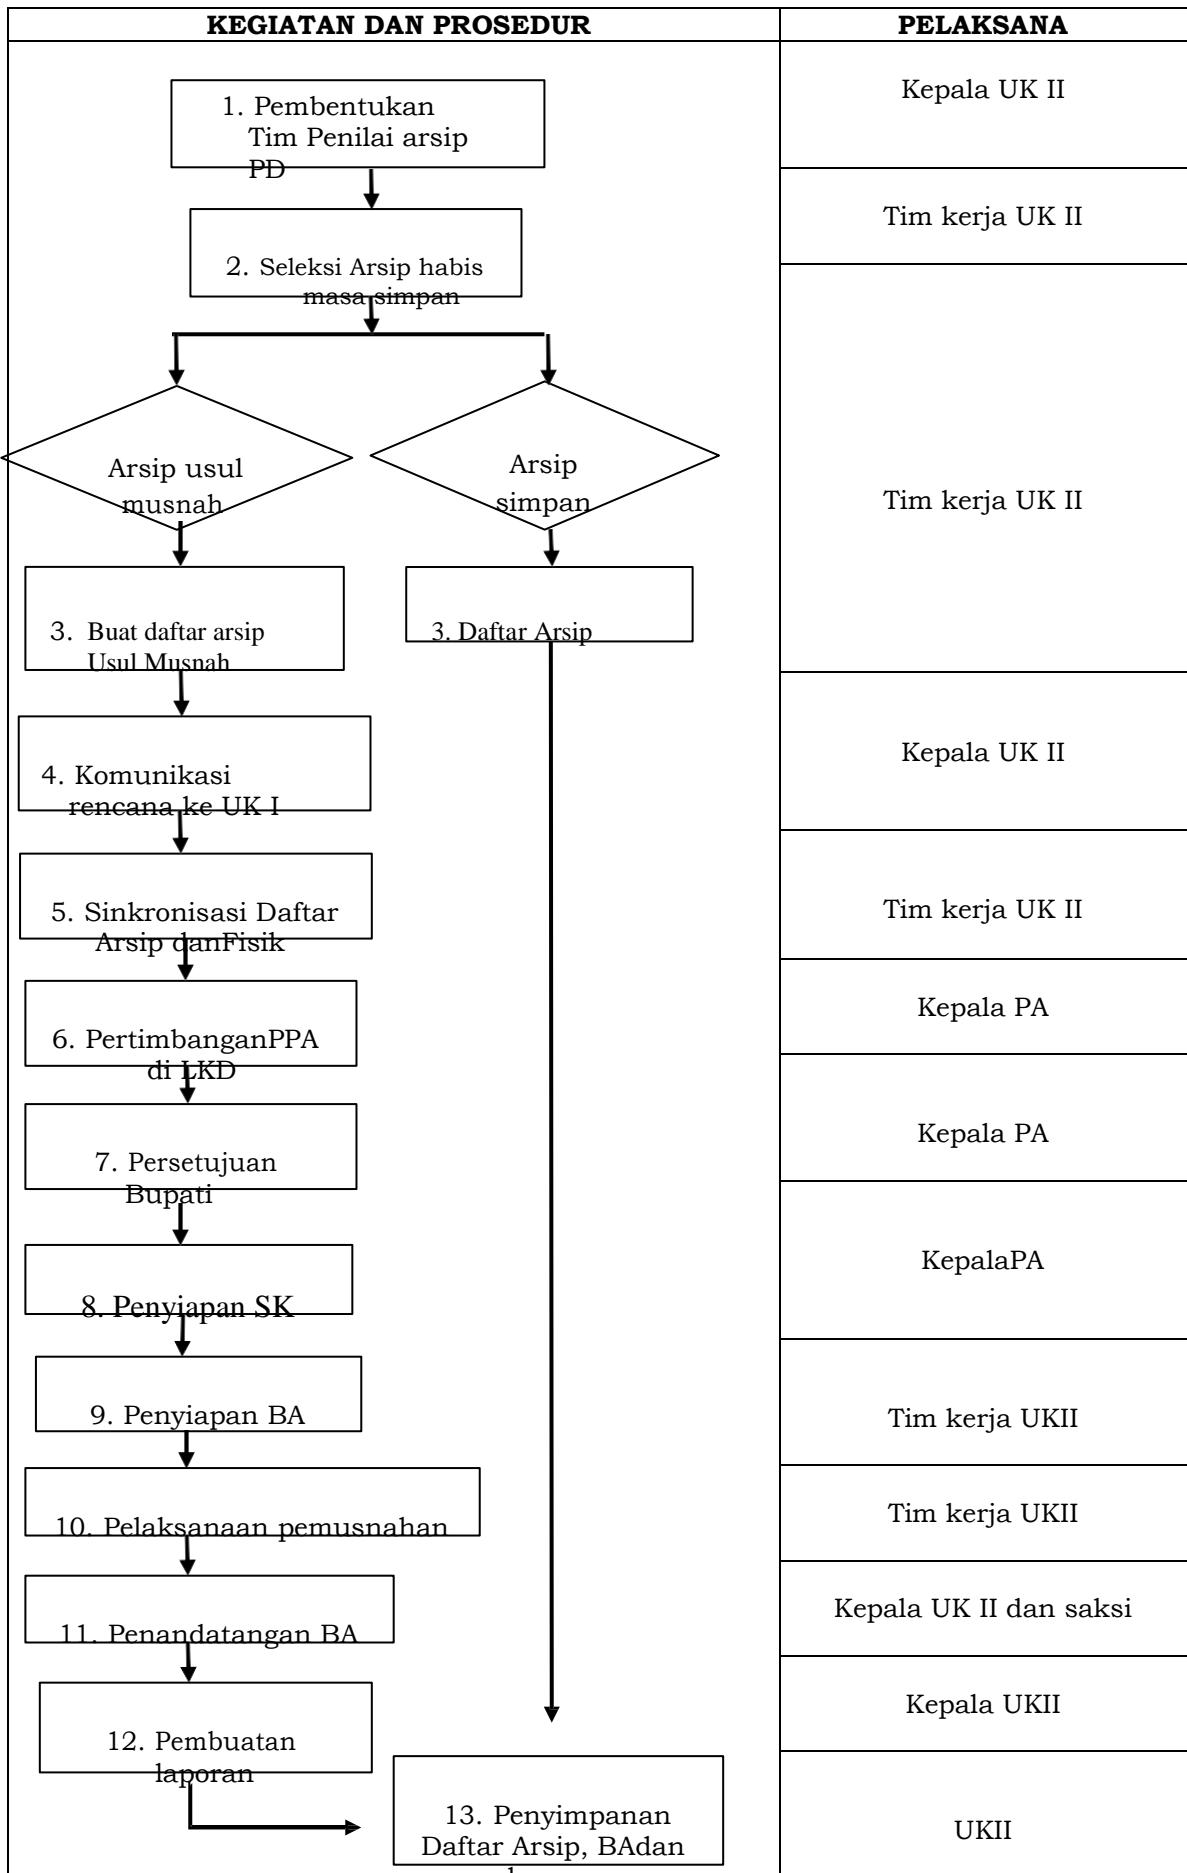 KEGIATAN DAN PROSEDUR
PELAKSANA
1. Pembentukan
Tim Penilai arsip
PD
Kepala UK II
2. Seleksi Arsip habis
masa simpan
Tim kerja UK II
Arsip usul
musnah
Arsip
simpan
Tim kerja UK II
3. Buat daftar arsip
Usul Musnah
3. Daftar Arsip
4. Komunikasi
rencana ke UK I
Kepala UK II
5. Sinkronisasi Daftar
Arsip danFisik
Tim kerja UK II
6. PertimbanganPPA
di LKD
Kepala PA
7. Persetujuan
Bupati
Kepala PA
8. Penyiapan SK
KepalaPA
9. Penyiapan BA
Tim kerja UKII
10. Pelaksanaan pemusnahan
Tim kerja UKII
11. Penandatangan BA
Kepala UK II dan saksi
12. Pembuatan
laporan
Kepala UKII
13. Penyimpanan
Daftar Arsip, BAdan
UKII